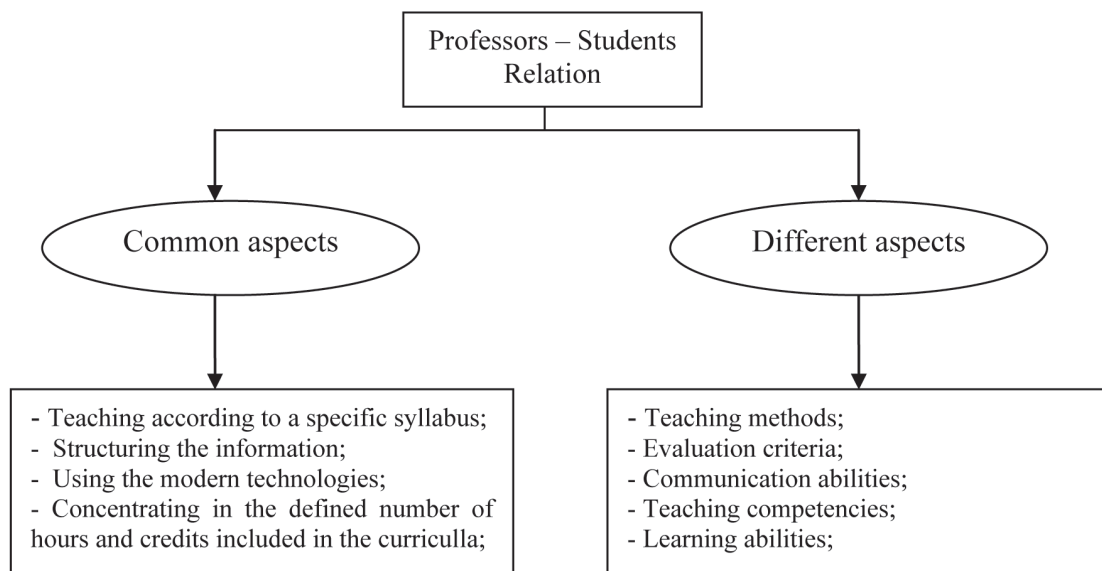 Professors – Students
Relation
Common aspects
Different aspects
- Teaching according to a specific syllabus;
- Structuring the information;
- Using the modern technologies;
- Concentrating in the defined number of
hours and credits included in the curriculla;
- Teaching methods;
- Evaluation criteria;
- Communication abilities;
- Teaching competencies;
- Learning abilities;